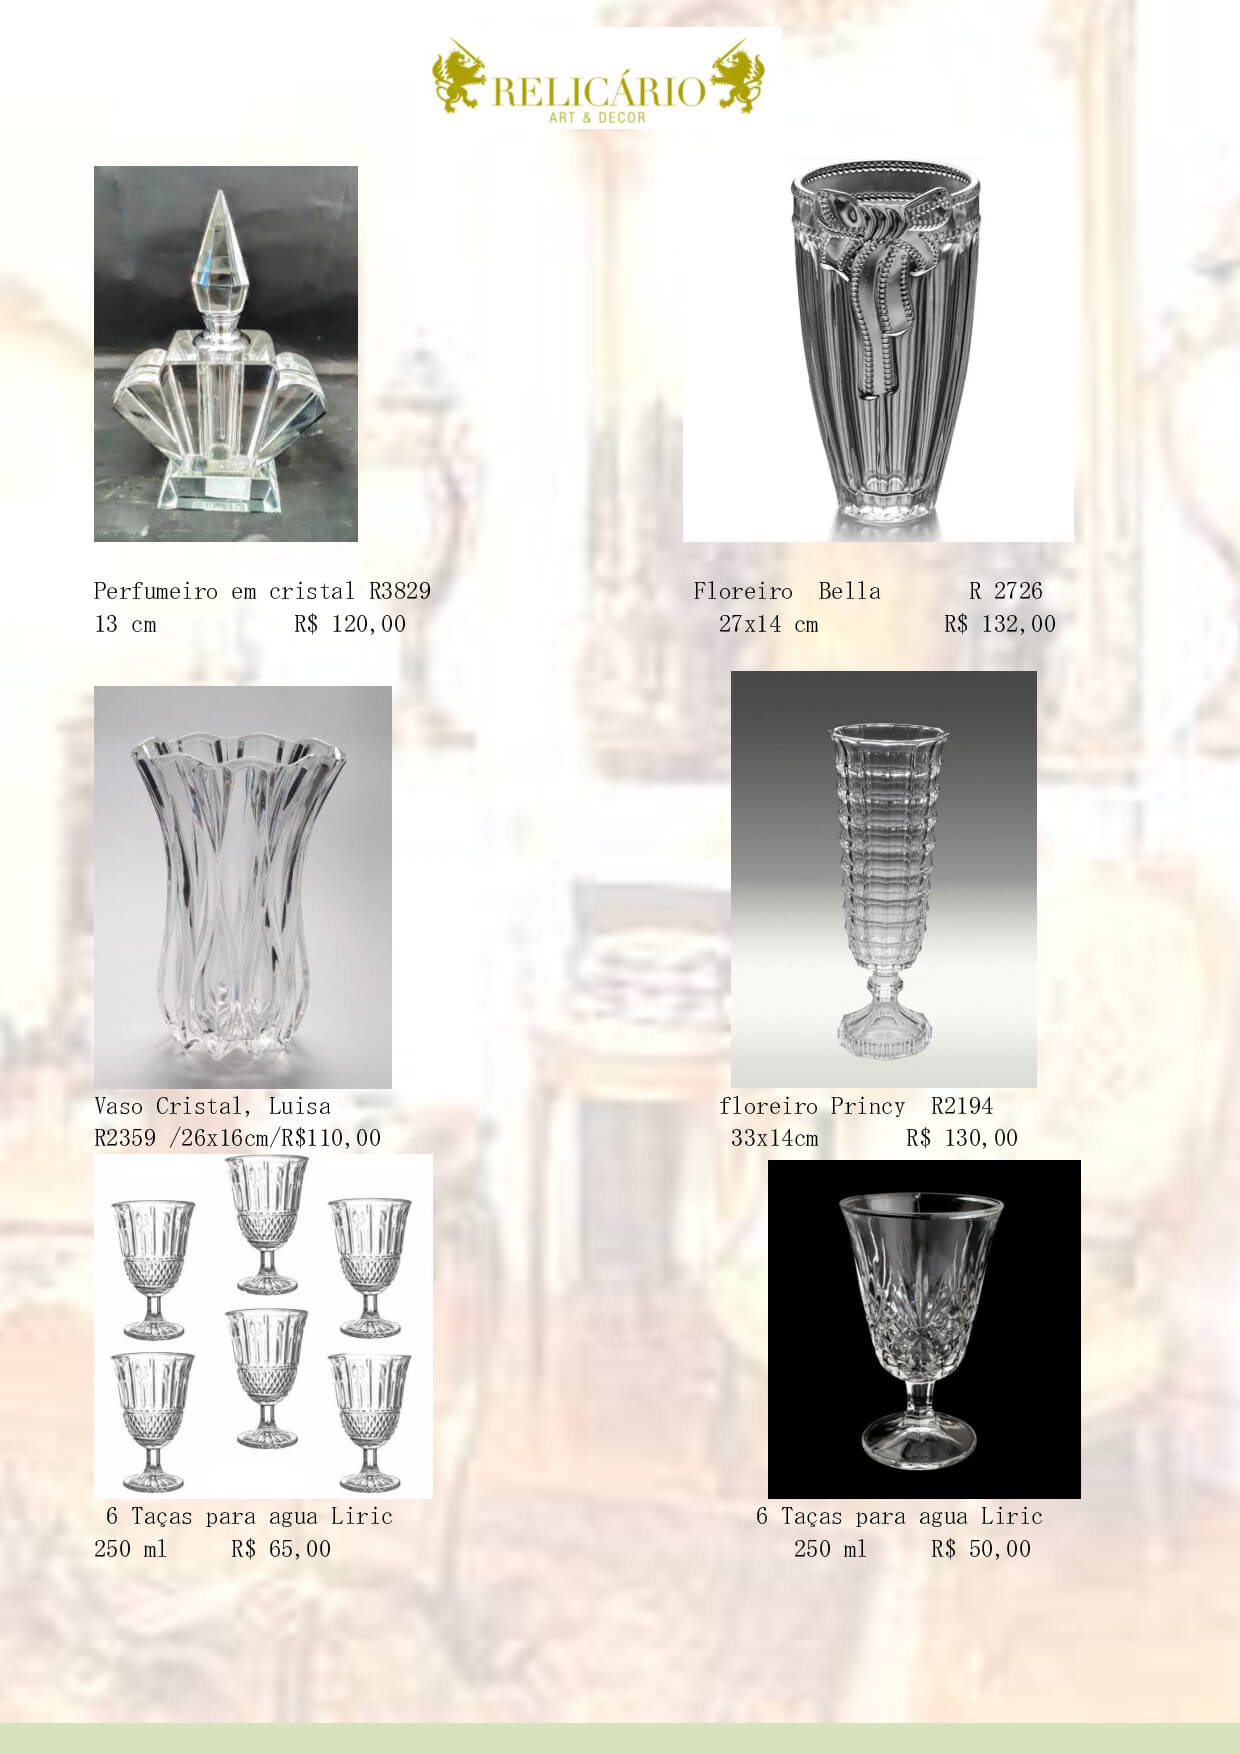 RELICÁRIO
ART & DECOR
Perfumeiro em cristal R3829
13 cm R$ 120,00
Floreiro Bella R 2726
27x14 cm R$ 132,00
Vaso Cristal, Luisa
R2359 /26x16cm/R$110,00
floreiro Princy R2194
33x14cm R$ 130,00
6 Taças para agua Liric
250 ml R$ 65,00
6 Taças para agua Liric
250 ml R$ 50,00